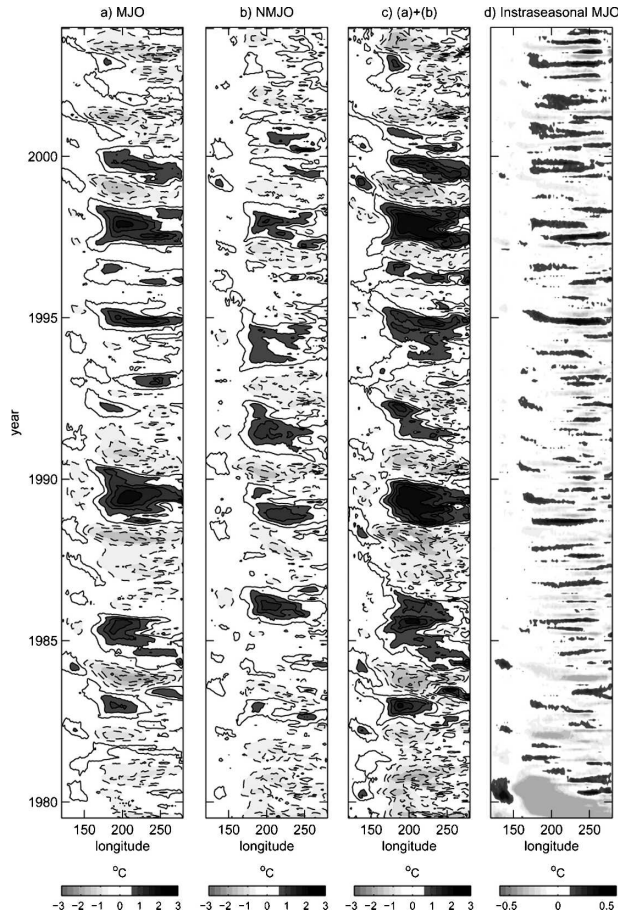 a) MJO b) NMJO c) (a)+(b) d) Instraseasonal MJO
2000
1995
1990
1985
1980
year
150 200 250 150 200 250 150 200 250 150 200 250
longitude longitude longitude longitude
°C °C °C °C
−3 −2 −1 0 1 2 3 −3 −2 −1 0 1 2 3 −3 −2 −1 0 1 2 3 −0.5 0 0.5